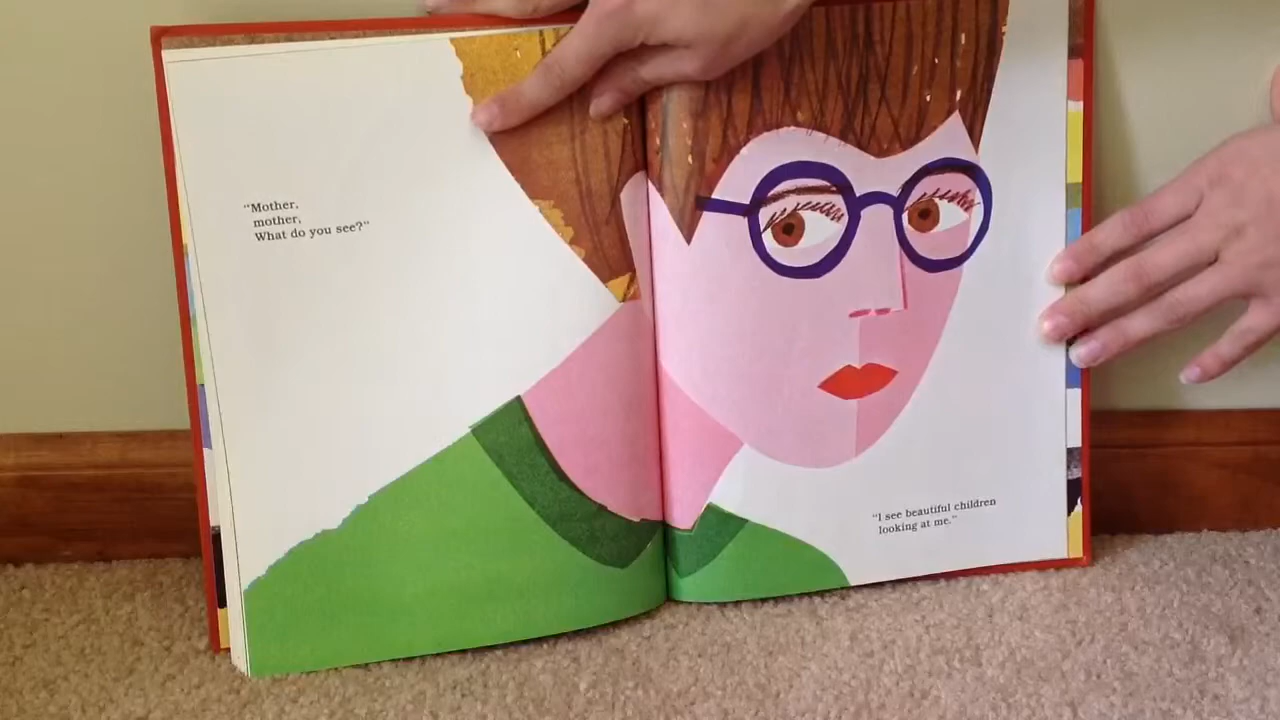 "Mother,
mother,
What do you see?"
"I see beautiful children
looking at me."